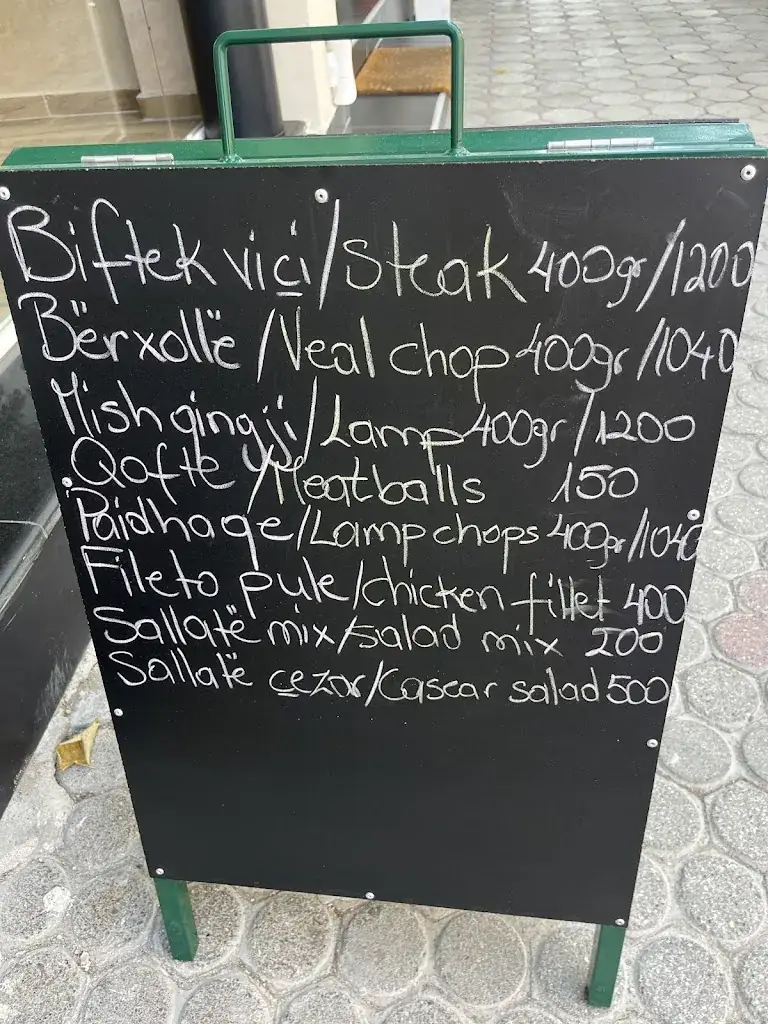 Biftek viçi/Steak 400gr/1200
Bërxollë/Veal chop 400gr/1040
Mish qingji/Lamp 400gr/1200
Qofte/Meatballs 150
Paidhaqe/Lamp chops 400gr/1040
Fileto pule/chicken fillet 400
Sallatë mix/salad mix 200
Sallatë çezar/Casear salad 500